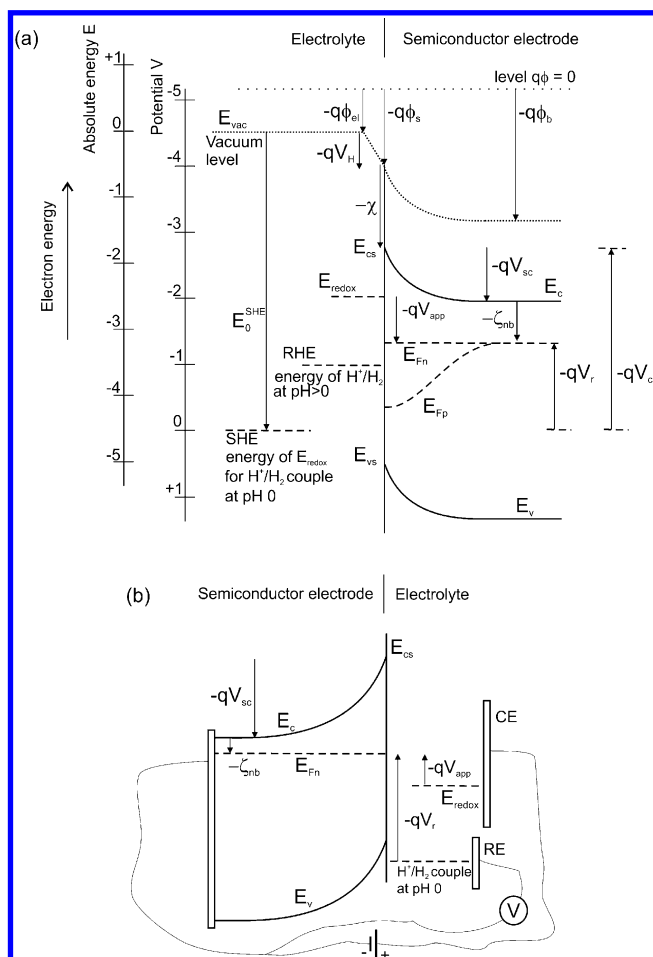 (a)
Electrolyte
Semiconductor electrode
Absolute energy E
Potential V
Electron energy
+1
0
-1
-2
-3
-4
-5
-5
-4
-3
-2
-1
0
+1
level qϕ = 0
-qϕel
-qϕs
-qϕb
Evac
Vacuum
level
-qVH
−χ
Ecs
-qVsc
Ec
Eredox
-qVapp
−ζnb
E0SHE
RHE
energy of H+/H2
at pH>0
EFn
-qVr
-qVc
EFp
SHE
energy of Eredox
for H+/H2 couple
at pH 0
Evs
Ev
(b)
Semiconductor electrode
Electrolyte
Ecs
-qVsc
Ec
CE
−ζnb
EFn
-qVapp
Eredox
-qVr
RE
H+/H2 couple
at pH 0
Ev
V
- +